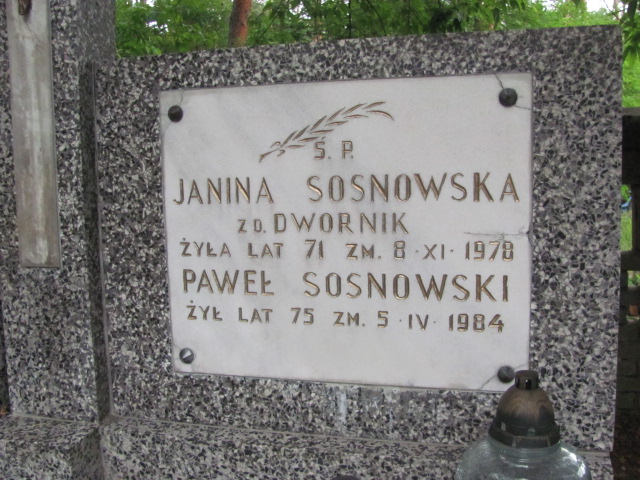 Ś. P.
JANINA SOSNOWSKA
ZD. DWORNIK
ŻYŁA LAT 71 ZM. 8 · XI · 1978
PAWEŁ SOSNOWSKI
ŻYŁ LAT 75 ZM. 5 · IV · 1984